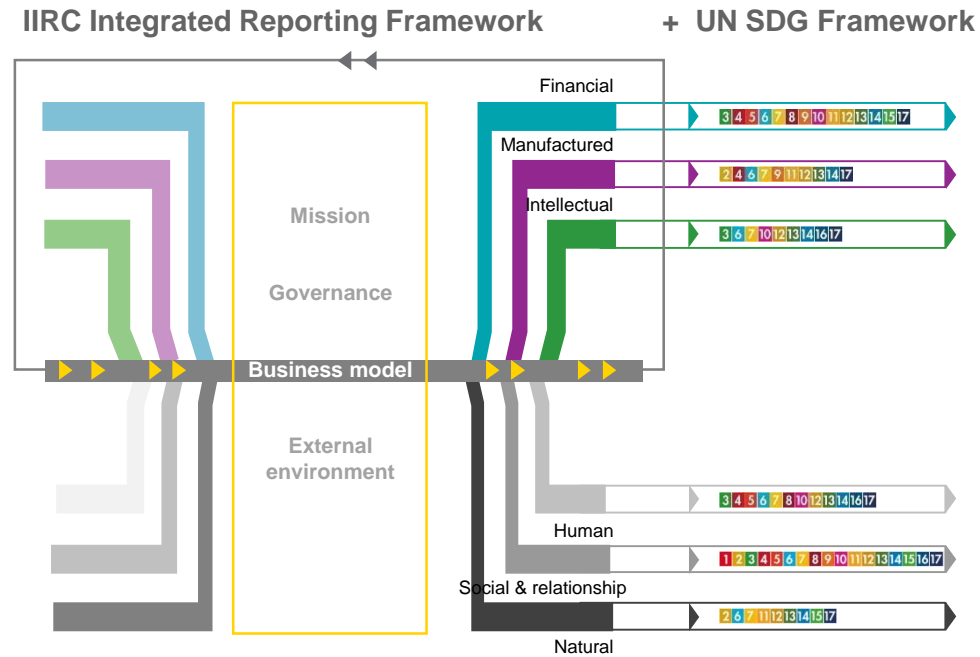 IIRC Integrated Reporting Framework + UN SDG Framework
Financial
3 4 5 6 7 8 9 10 11 12 13 14 15 17
Manufactured
2 4 6 7 9 11 12 13 14 17
Intellectual
3 6 7 10 12 13 14 16 17
Mission
Governance
Business model
External
environment
3 4 5 6 7 8 10 12 13 14 16 17
Human
1 2 3 4 5 6 7 8 9 10 11 12 13 14 15 16 17
Social & relationship
2 6 7 11 12 13 14 15 17
Natural